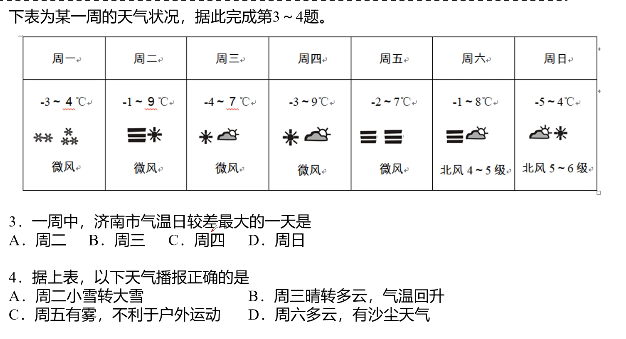 下表为某一周的天气状况，据此完成第3～4题。
周一 周二 周三 周四 周五 周六 周日
-3～ 4 ℃ -1～ 9 ℃ -4～ 7 ℃ -3～9℃ -2～7℃ -1～8℃ -5～4℃
微风 微风 微风 微风 微风 北风 4～5 级 北风 5～6 级
3．一周中，济南市气温日较差最大的一天是
A．周二 B．周三 C．周四 D．周日
4．据上表，以下天气播报正确的是
A．周二小雪转大雪 B．周三晴转多云，气温回升
C．周五有雾，不利于户外运动 D．周六多云，有沙尘天气